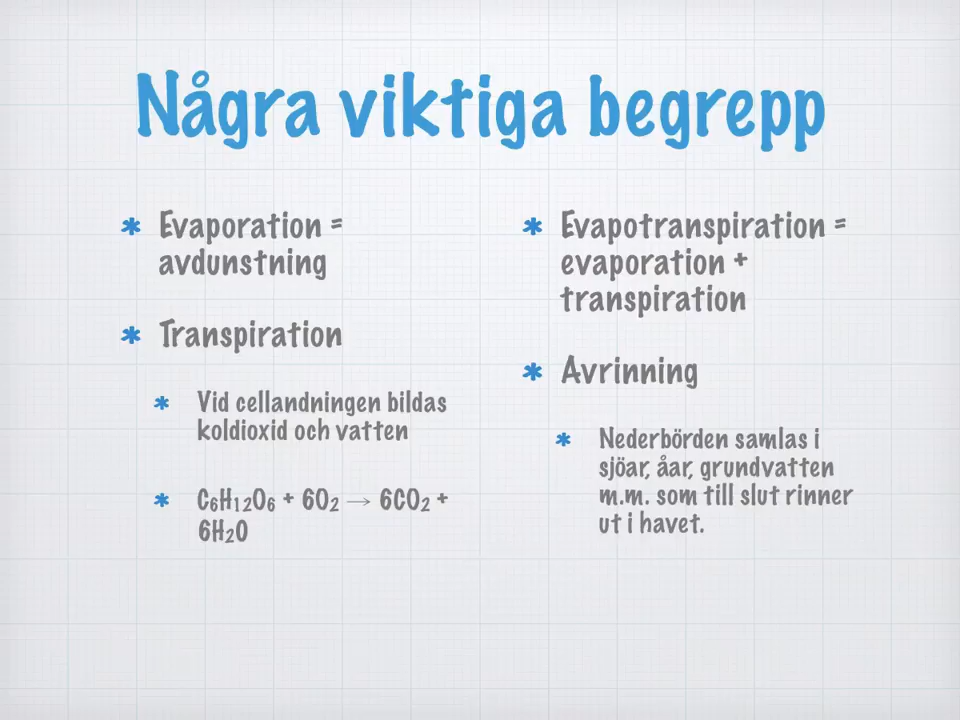 Några viktiga begrepp
Evaporation =
avdunstning
Transpiration
Vid cellandningen bildas
koldioxid och vatten
C₆H₁₂O₆ + 6O₂ → 6CO₂ +
6H₂O
Evapotranspiration =
evaporation +
transpiration
Avrinning
Nederbörden samlas i
sjöar, åar, grundvatten
m.m. som till slut rinner
ut i havet.